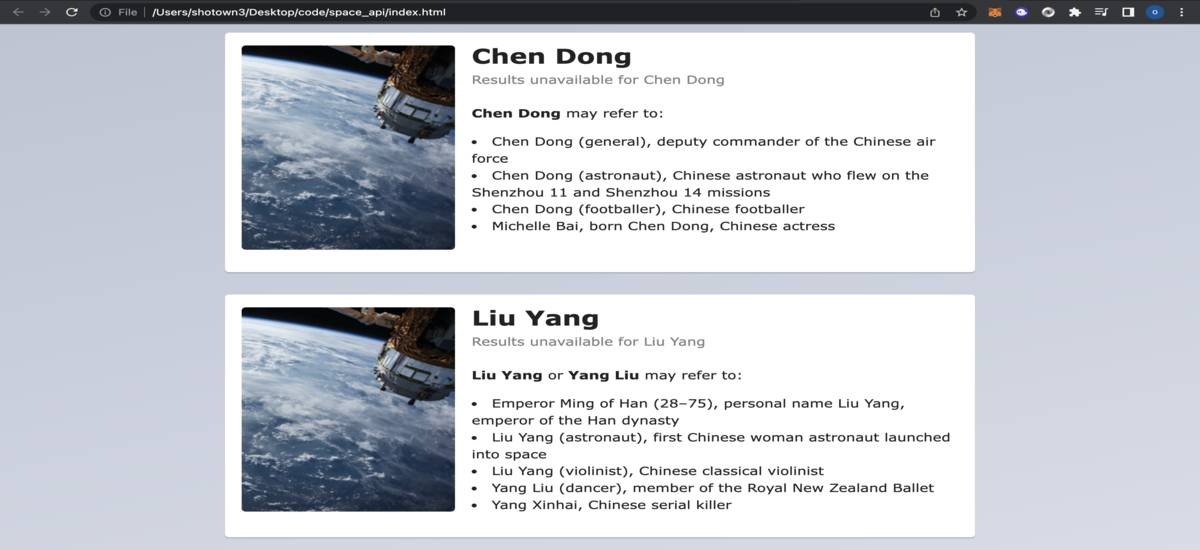 File /Users/shotown3/Desktop/code/space_api/index.html
Chen Dong
Results unavailable for Chen Dong
Chen Dong may refer to:
• Chen Dong (general), deputy commander of the Chinese air
force
• Chen Dong (astronaut), Chinese astronaut who flew on the
Shenzhou 11 and Shenzhou 14 missions
• Chen Dong (footballer), Chinese footballer
• Michelle Bai, born Chen Dong, Chinese actress
Liu Yang
Results unavailable for Liu Yang
Liu Yang or Yang Liu may refer to:
• Emperor Ming of Han (28–75), personal name Liu Yang,
emperor of the Han dynasty
• Liu Yang (astronaut), first Chinese woman astronaut launched
into space
• Liu Yang (violinist), Chinese classical violinist
• Yang Liu (dancer), member of the Royal New Zealand Ballet
• Yang Xinhai, Chinese serial killer